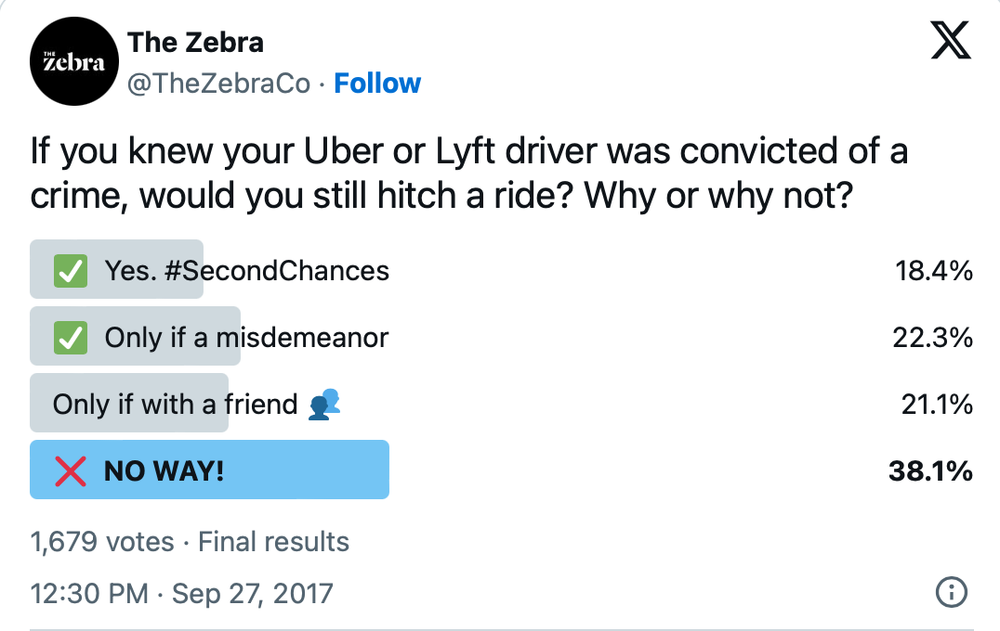 THE
zebra
The Zebra
@TheZebraCo · Follow
If you knew your Uber or Lyft driver was convicted of a
crime, would you still hitch a ride? Why or why not?
✅ Yes. #SecondChances 18.4%
✅ Only if a misdemeanor 22.3%
Only if with a friend 👥 21.1%
❌ NO WAY! 38.1%
1,679 votes · Final results
12:30 PM · Sep 27, 2017